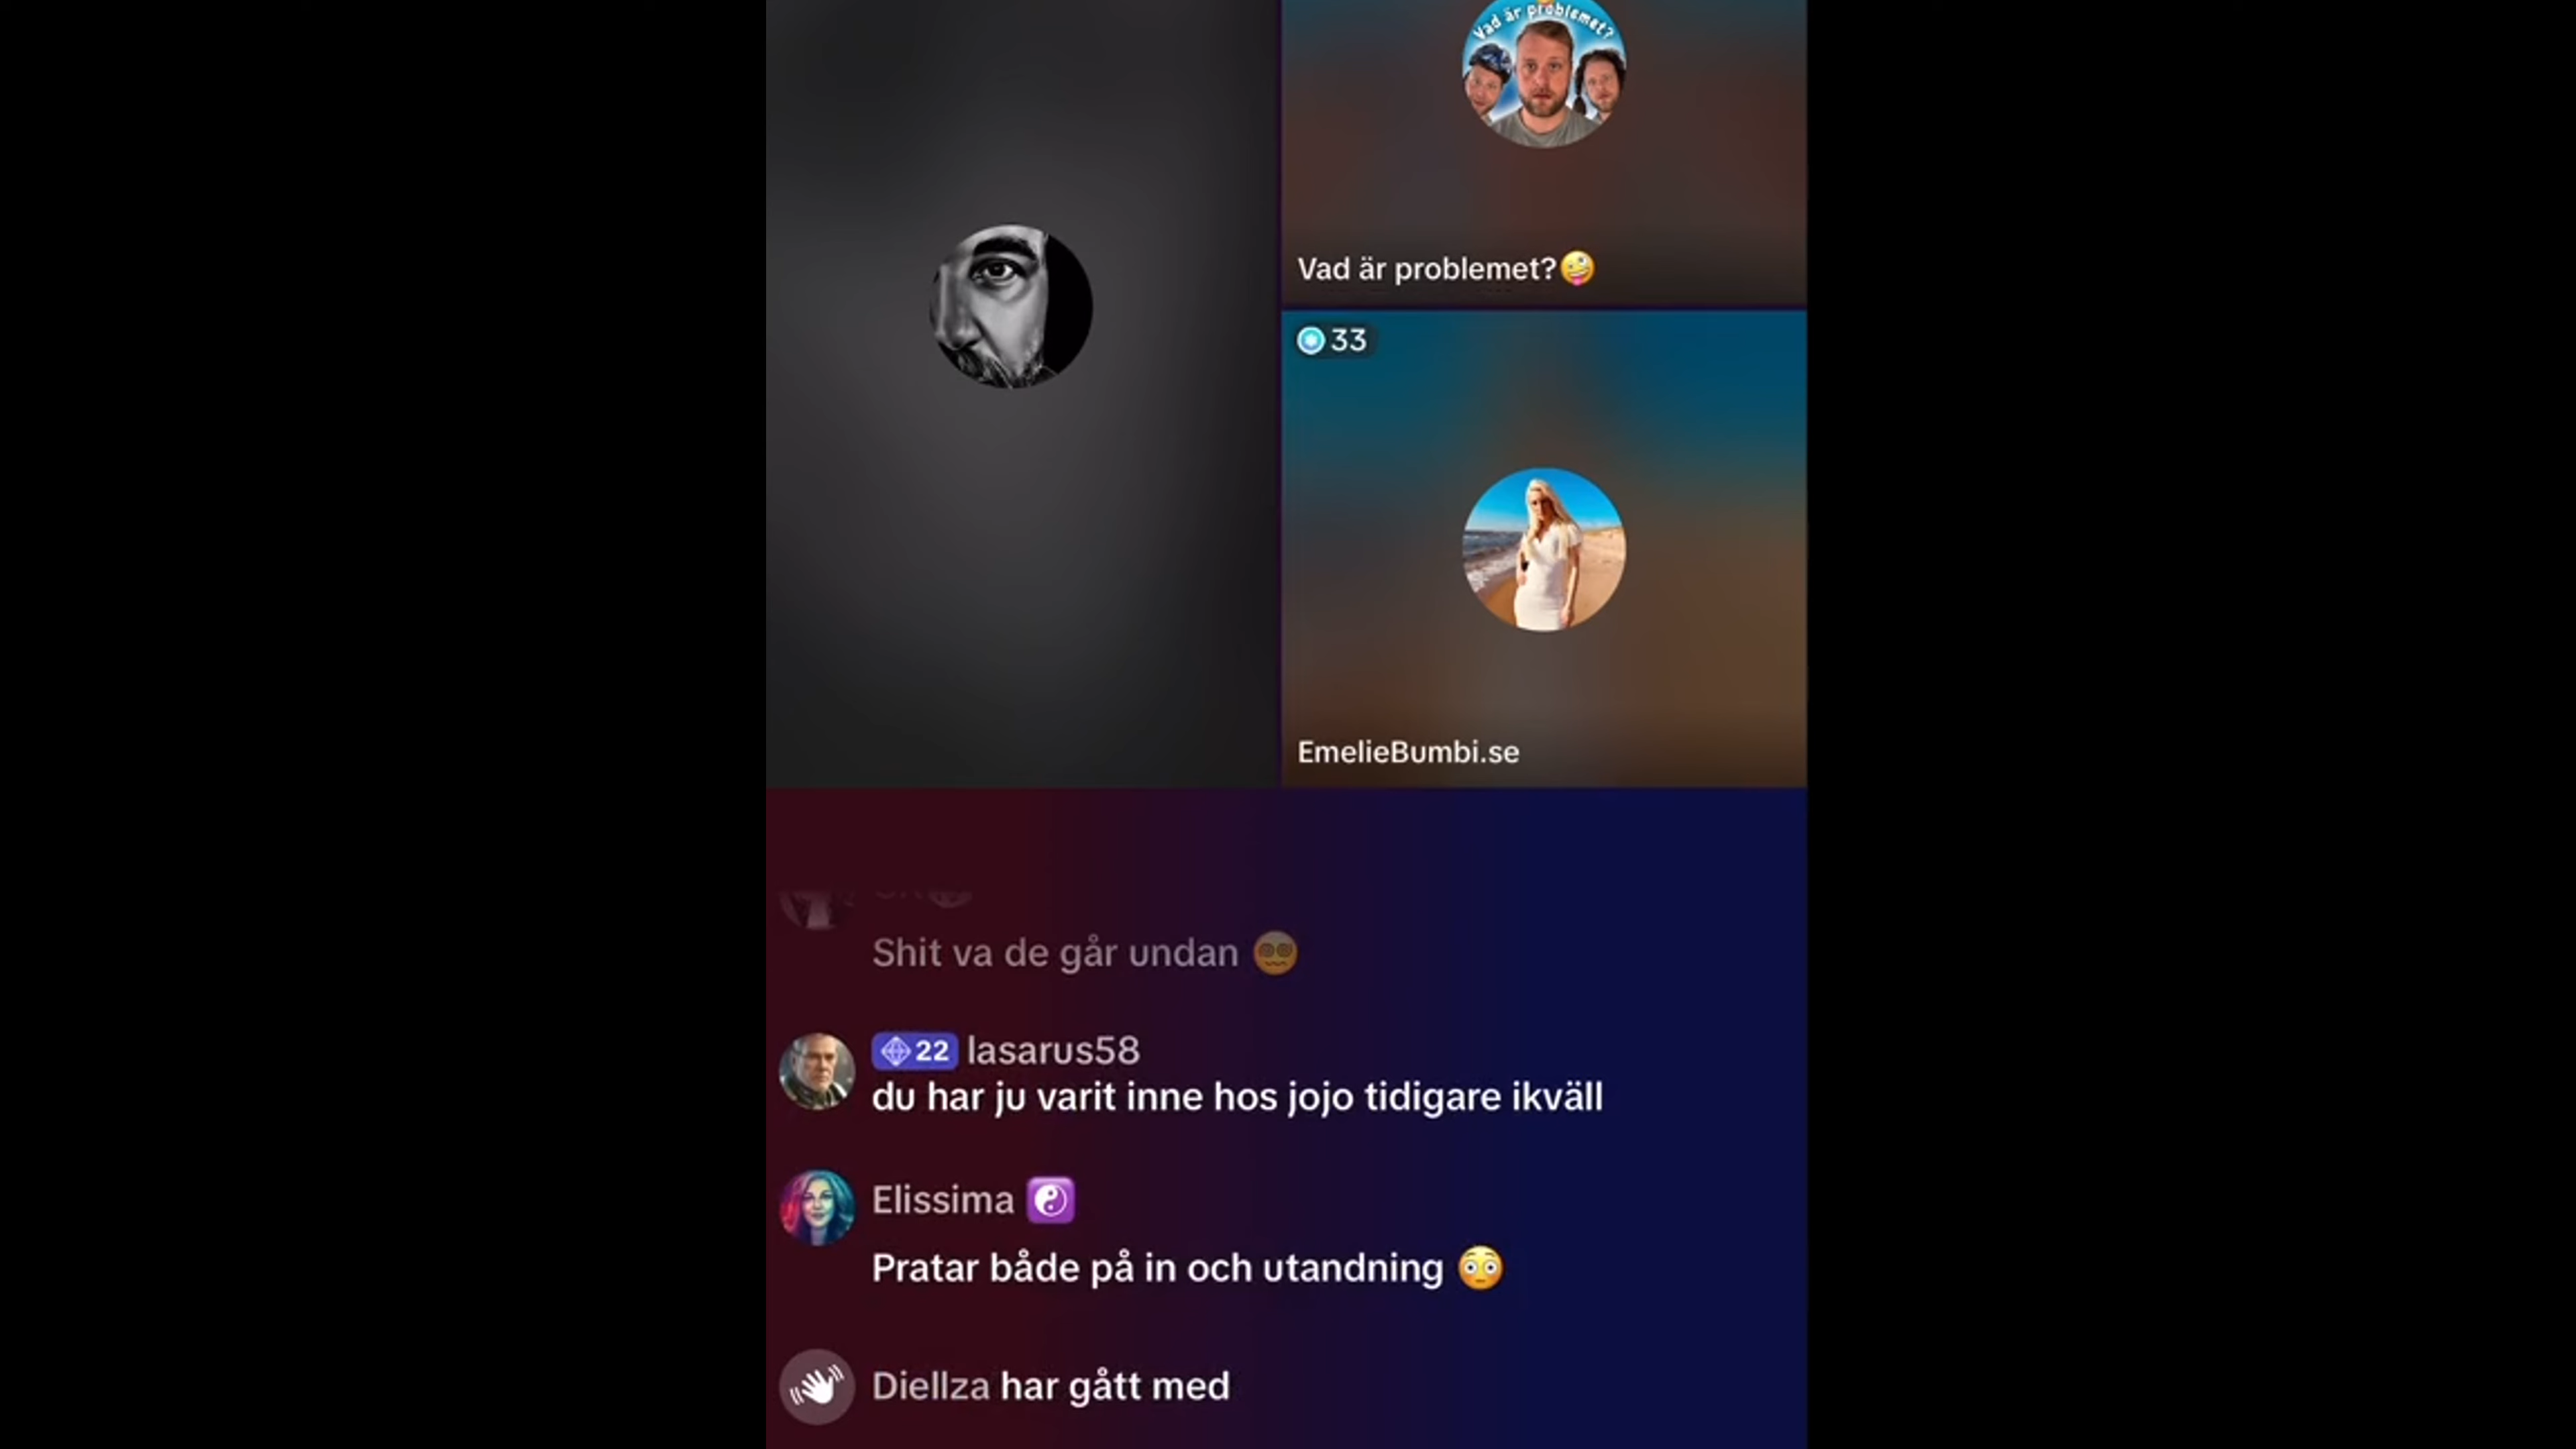 Vad är problemet?
Vad är problemet?🤪
33
EmelieBumbi.se
Shit va de går undan 😵‍💫
22 lasarus58
du har ju varit inne hos jojo tidigare ikväll
Elissima ☯️
Pratar både på in och utandning 😳
Diellza har gått med